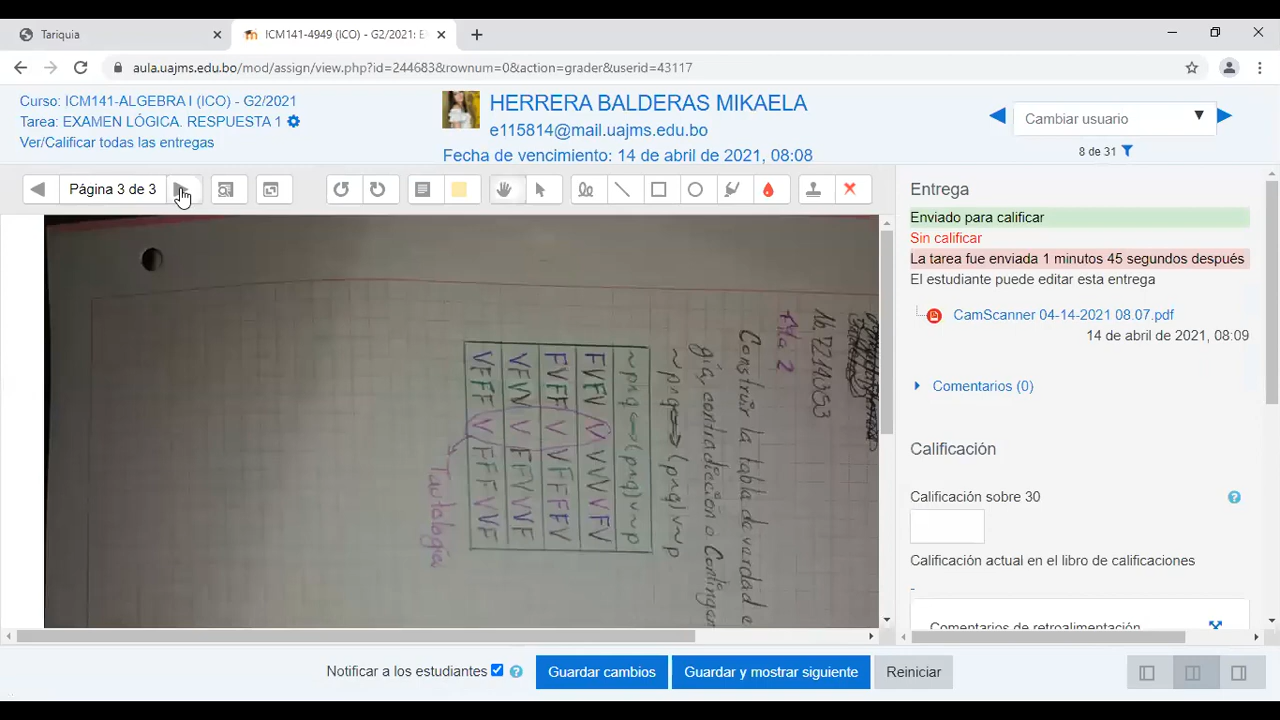 Tariquia
ICM141-4949 (ICO) - G2/2021: E
aula.uajms.edu.bo/mod/assign/view.php?id=244683&rownum=0&action=grader&userid=43117
Curso: ICM141-ALGEBRA I (ICO) - G2/2021
Tarea: EXAMEN LÓGICA. RESPUESTA 1
Ver/Calificar todas las entregas
HERRERA BALDERAS MIKAELA
e115814@mail.uajms.edu.bo
Fecha de vencimiento: 14 de abril de 2021, 08:08
Cambiar usuario
8 de 31
Página 3 de 3
Fila 2
Construir la tabla de verdad e
gía, contradicción o Contingen
~p∧q⇔(p∧q)∨~p
~p∧q⇔(p∧q)∨~p
Tautología
Entrega
Enviado para calificar
Sin calificar
La tarea fue enviada 1 minutos 45 segundos después
El estudiante puede editar esta entrega
CamScanner 04-14-2021 08.07.pdf
14 de abril de 2021, 08:09
Comentarios (0)
Calificación
Calificación sobre 30
Calificación actual en el libro de calificaciones
-
Comentarios de retroalimentación
Notificar a los estudiantes
Guardar cambios
Guardar y mostrar siguiente
Reiniciar